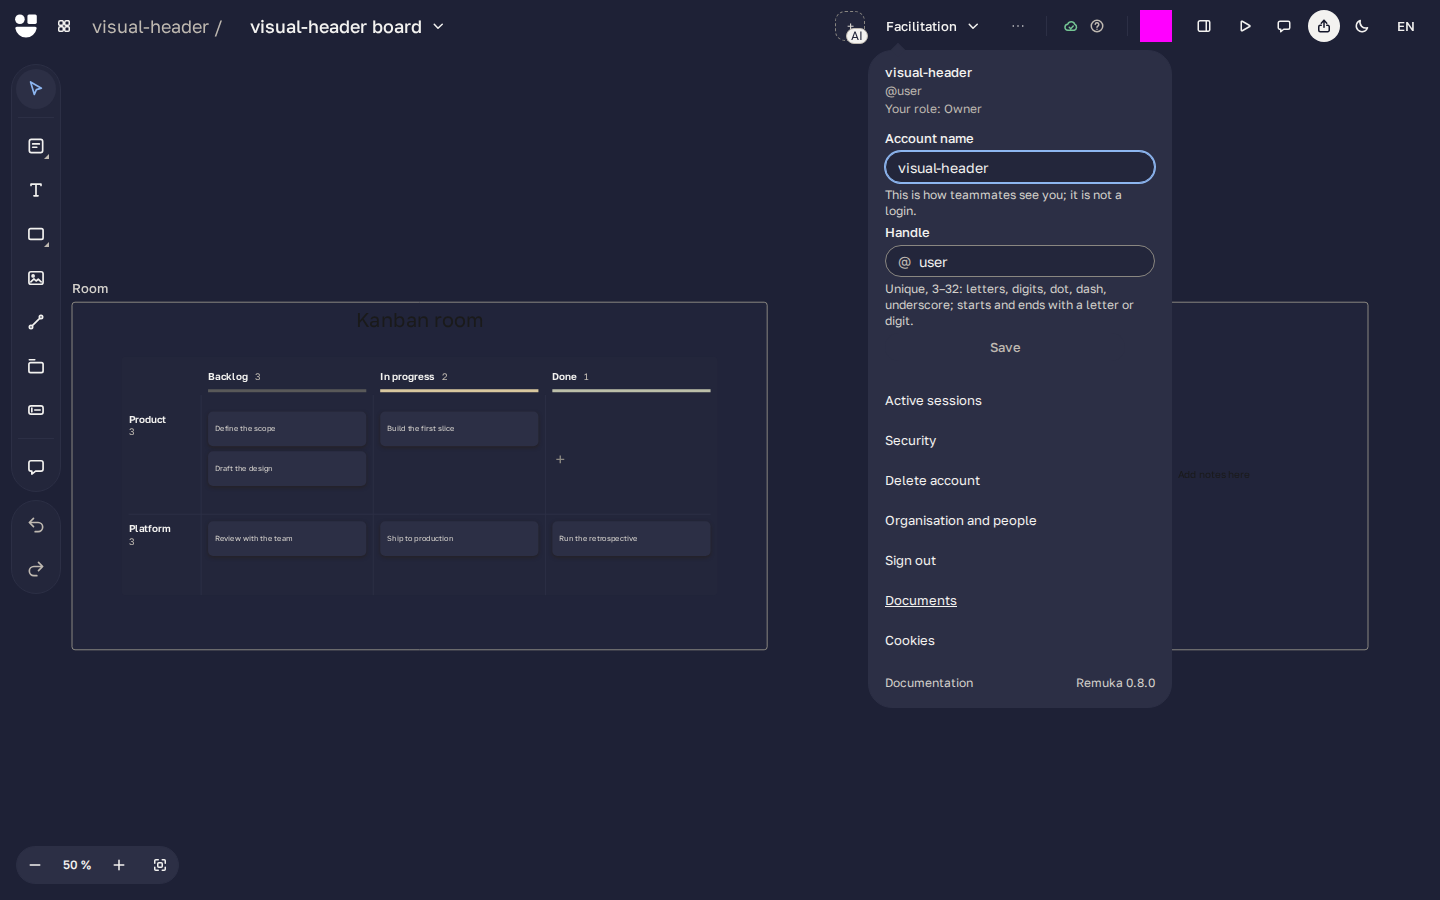 visual-header /
visual-header board
AI
Facilitation
EN
visual-header
@user
Your role: Owner
Account name
visual-header
This is how teammates see you; it is not a
login.
Handle
@ user
Unique, 3–32: letters, digits, dot, dash,
underscore; starts and ends with a letter or
digit.
Save
Active sessions
Security
Delete account
Organisation and people
Sign out
Documents
Cookies
Documentation
Remuka 0.8.0
Room
Kanban room
Backlog 3
In progress 2
Done 1
Product
3
Define the scope
Build the first slice
Draft the design
Platform
3
Review with the team
Ship to production
Run the retrospective
Add notes here
50 %